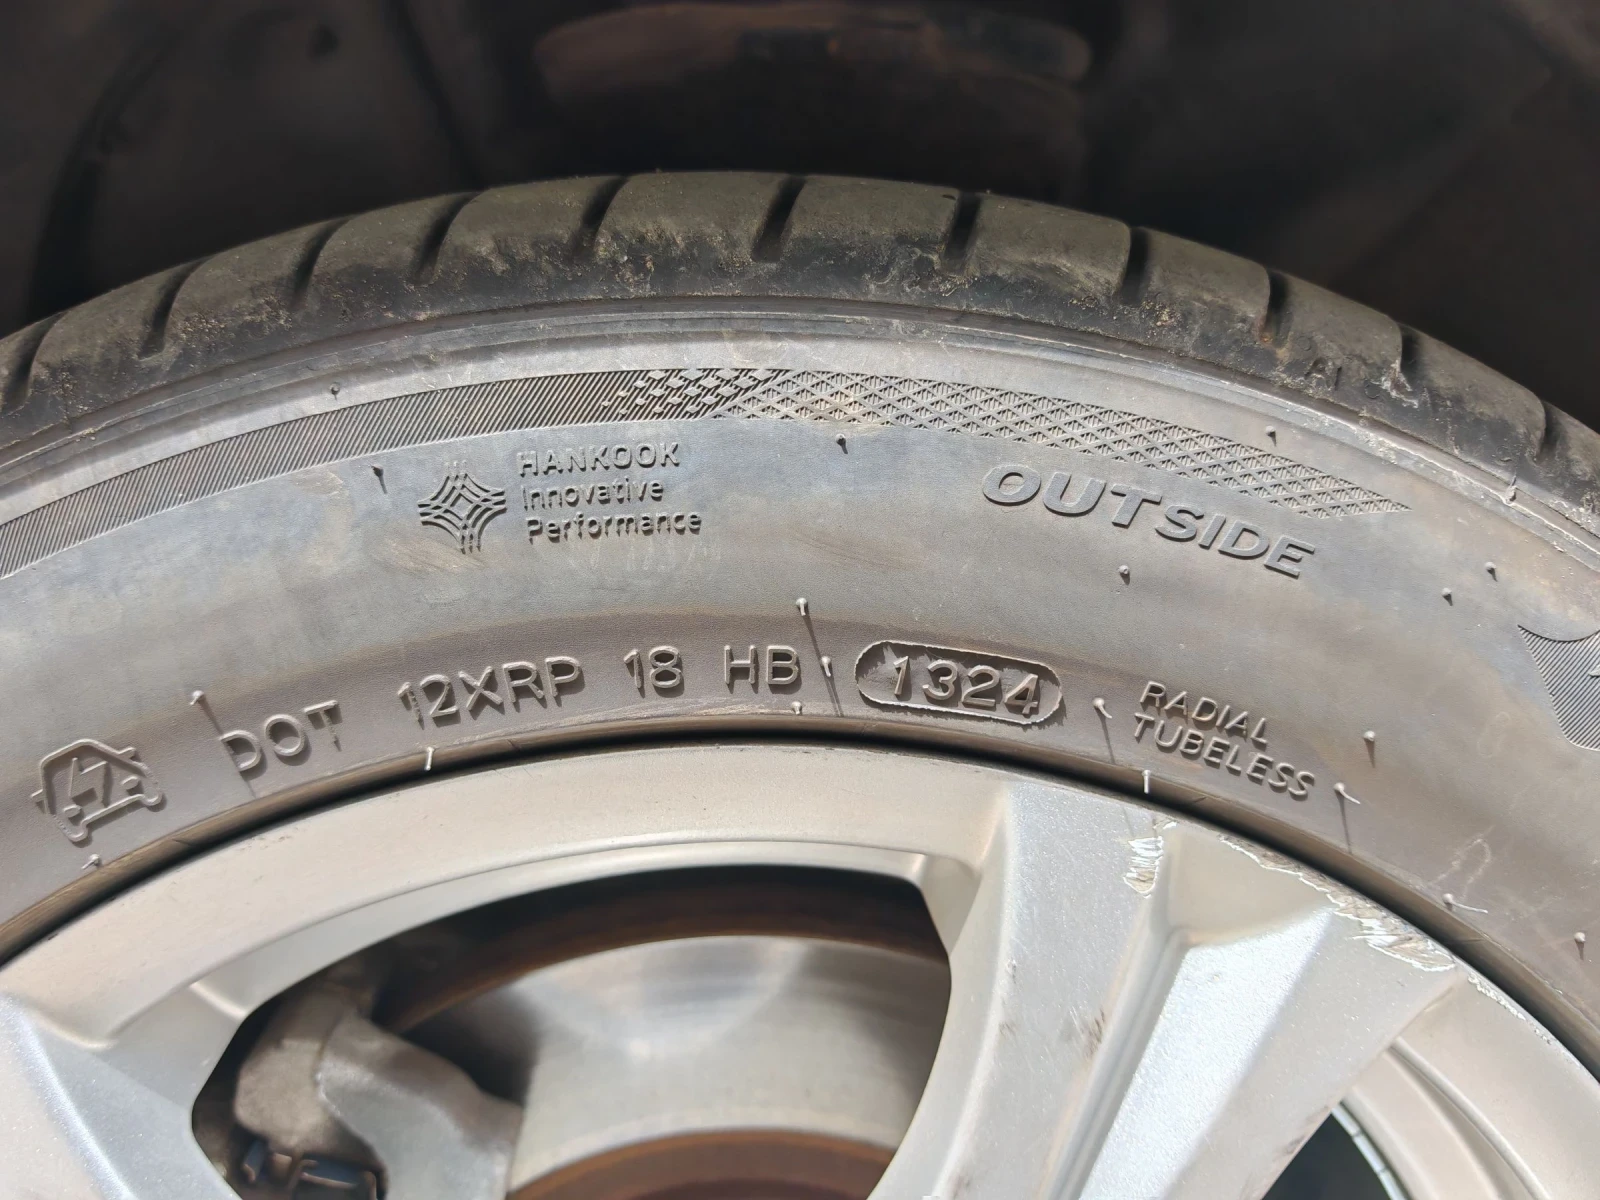 HANKOOK
Innovative
Performance
OUTSIDE
DOT 12XRP 18 HB 1324
RADIAL
TUBELESS